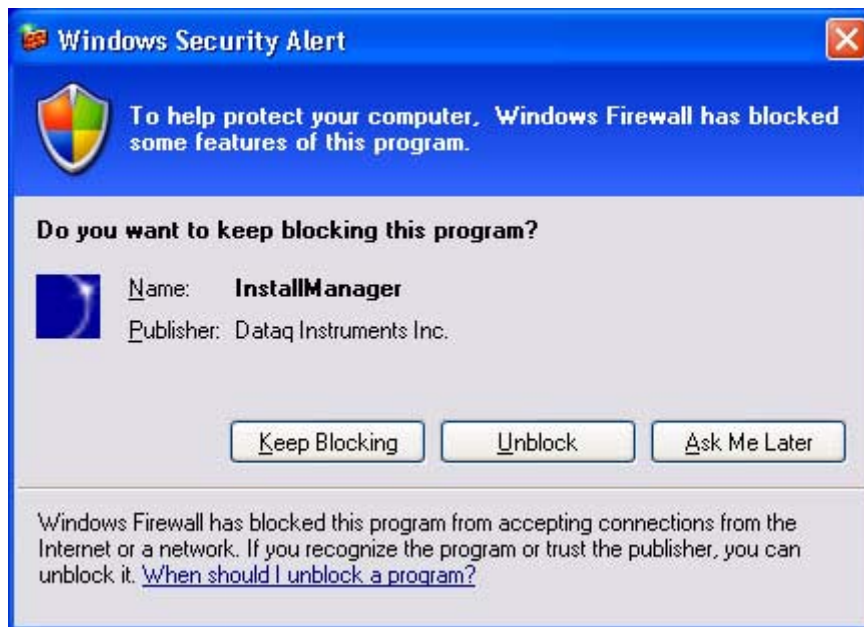 Windows Security Alert
To help protect your computer, Windows Firewall has blocked
some features of this program.
Do you want to keep blocking this program?
Name: InstallManager
Publisher: Dataq Instruments Inc.
Keep Blocking Unblock Ask Me Later
Windows Firewall has blocked this program from accepting connections from the
Internet or a network. If you recognize the program or trust the publisher, you can
unblock it. When should I unblock a program?